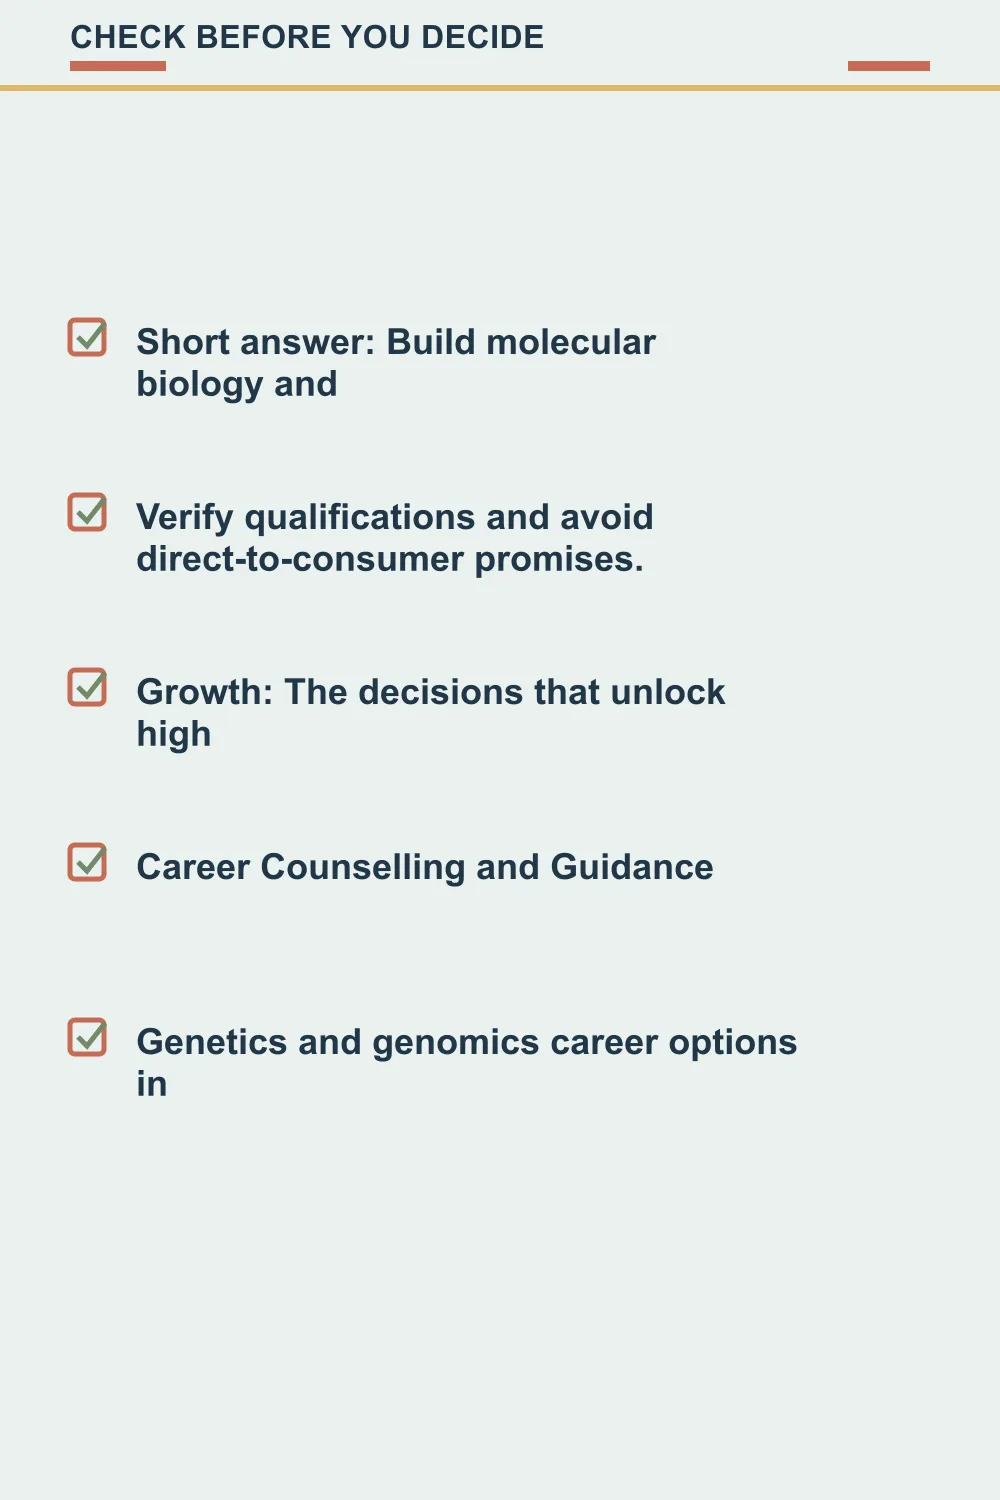 CHECK BEFORE YOU DECIDE
Short answer: Build molecular
biology and
Verify qualifications and avoid
direct-to-consumer promises.
Growth: The decisions that unlock
high
Career Counselling and Guidance
Genetics and genomics career options
in